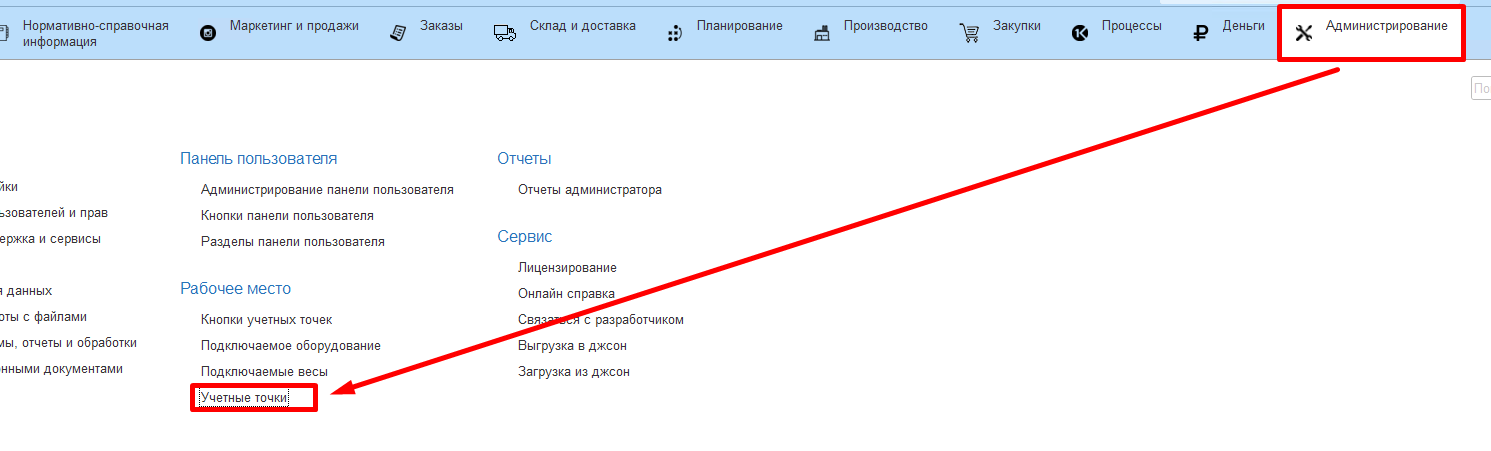 Нормативно-справочная
информация
Маркетинг и продажи
Заказы
Склад и доставка
Планирование
Производство
Закупки
Процессы
Деньги
Администрирование
По
йки
ьзователей и прав
ержка и сервисы
я данных
оты с файлами
мы, отчеты и обработки
нными документами
Панель пользователя
Администрирование панели пользователя
Кнопки панели пользователя
Разделы панели пользователя
Рабочее место
Кнопки учетных точек
Подключаемое оборудование
Подключаемые весы
Учетные точки
Отчеты
Отчеты администратора
Сервис
Лицензирование
Онлайн справка
Связаться с разработчиком
Выгрузка в джсон
Загрузка из джсон